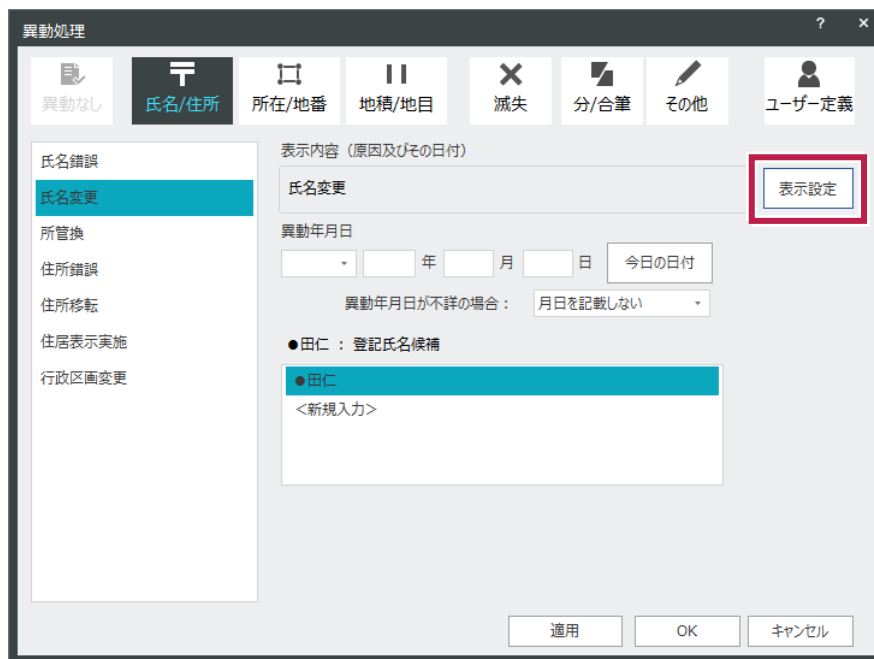 異動処理
? ×
異動なし 氏名/住所 所在/地番 地積/地目 滅失 分/合筆 その他 ユーザー定義
氏名錯誤
氏名変更
所管換
住所錯誤
住所移転
住居表示実施
行政区画変更
表示内容（原因及びその日付）
氏名変更
表示設定
異動年月日
年 月 日 今日の日付
異動年月日が不詳の場合： 月日を記載しない
●田仁 ： 登記氏名候補
●田仁
＜新規入力＞
適用 OK キャンセル